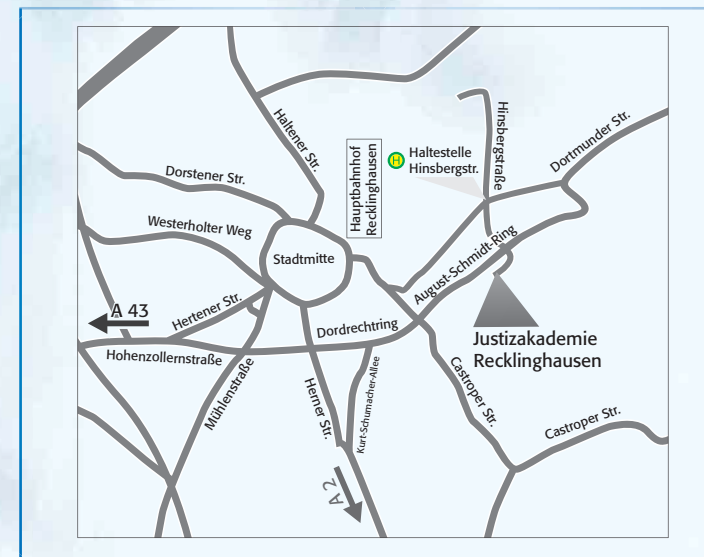 Haltener Str.
Hinsbergstraße
Dortmunder Str.
Hauptbahnhof
Recklinghausen
H
Haltestelle
Hinsbergstr.
Dorstener Str.
Westerholter Weg
Stadtmitte
August-Schmidt-Ring
A 43
Hertener Str.
Dordrechtring
Justizakademie
Recklinghausen
Hohenzollernstraße
Mühlenstraße
Herner Str.
Kurt-Schumacher-Allee
Castroper Str.
Castroper Str.
A 2